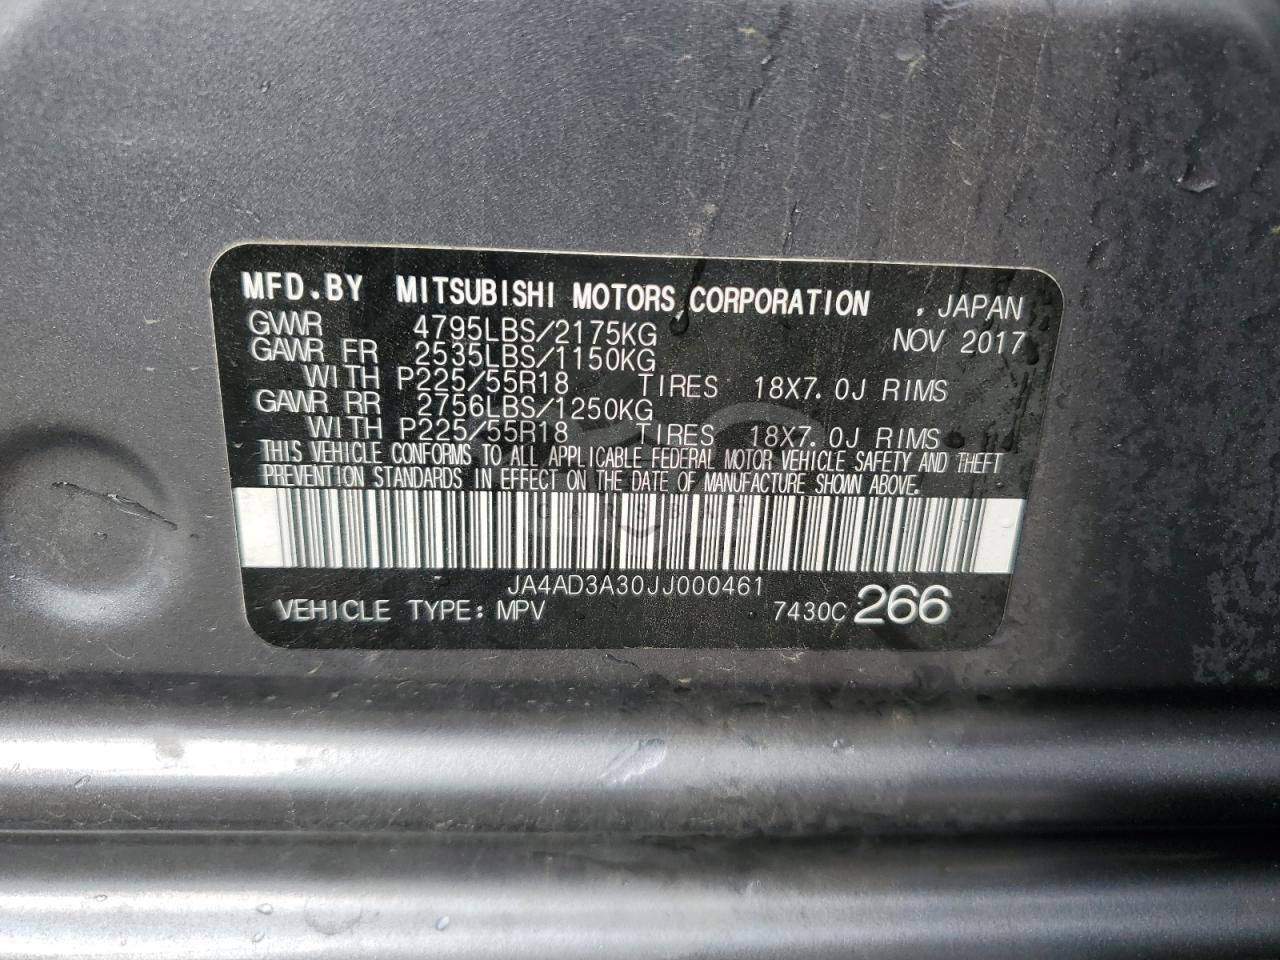 MFD.BY MITSUBISHI MOTORS CORPORATION , JAPAN
GVWR 4795LBS/2175KG NOV 2017
GAWR FR 2535LBS/1150KG
WITH P225/55R18 TIRES 18X7.0J RIMS
GAWR RR 2756LBS/1250KG
WITH P225/55R18 TIRES 18X7.0J RIMS
THIS VEHICLE CONFORMS TO ALL APPLICABLE FEDERAL MOTOR VEHICLE SAFETY AND THEFT
PREVENTION STANDARDS IN EFFECT ON THE DATE OF MANUFACTURE SHOWN ABOVE.
JA4AD3A30JJ000461
VEHICLE TYPE: MPV 7430C 266